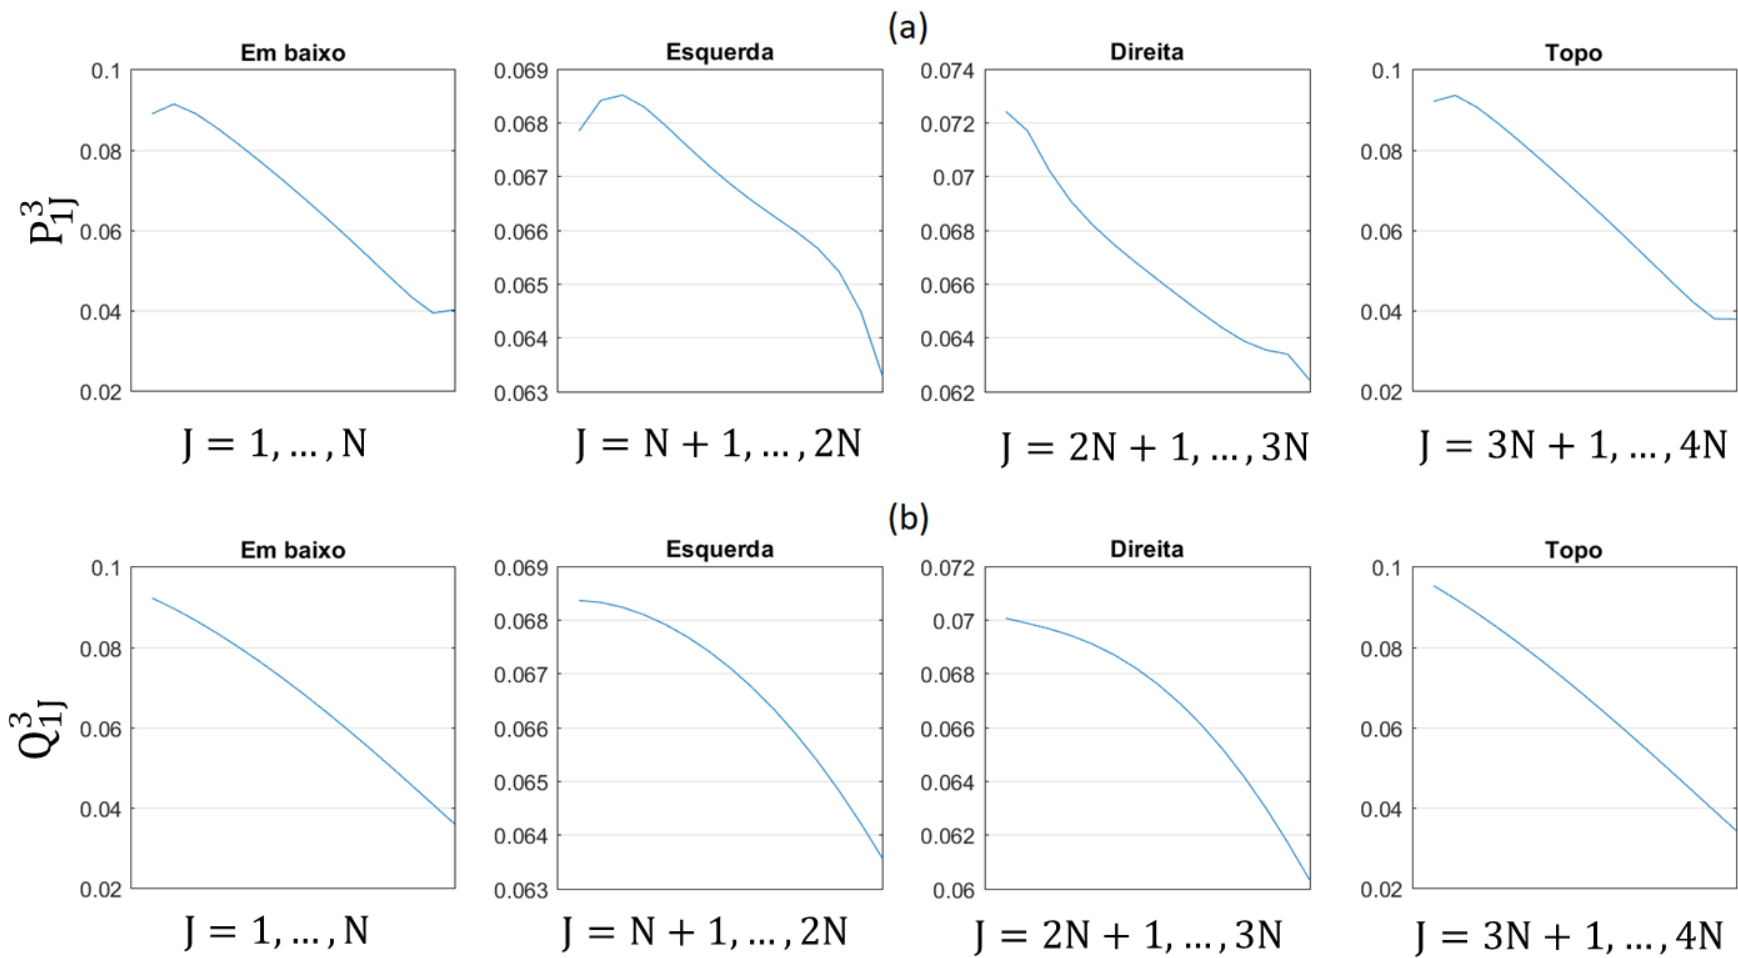 (a)
Em baixo Esquerda Direita Topo
0.1 0.069 0.074 0.1
0.08 0.068 0.072 0.08
0.067 0.07
0.06 0.066 0.068 0.06
0.065 0.066
0.04 0.064 0.064 0.04
0.02 0.063 0.062 0.02
P³₁J
J = 1, ... , N J = N + 1, ... , 2N J = 2N + 1, ... , 3N J = 3N + 1, ... , 4N
(b)
Em baixo Esquerda Direita Topo
0.1 0.069 0.072 0.1
0.08 0.068 0.07 0.08
0.067 0.068
0.06 0.066 0.066 0.06
0.065 0.064
0.04 0.064 0.062 0.04
0.02 0.063 0.06 0.02
Q³₁J
J = 1, ... , N J = N + 1, ... , 2N J = 2N + 1, ... , 3N J = 3N + 1, ... , 4N